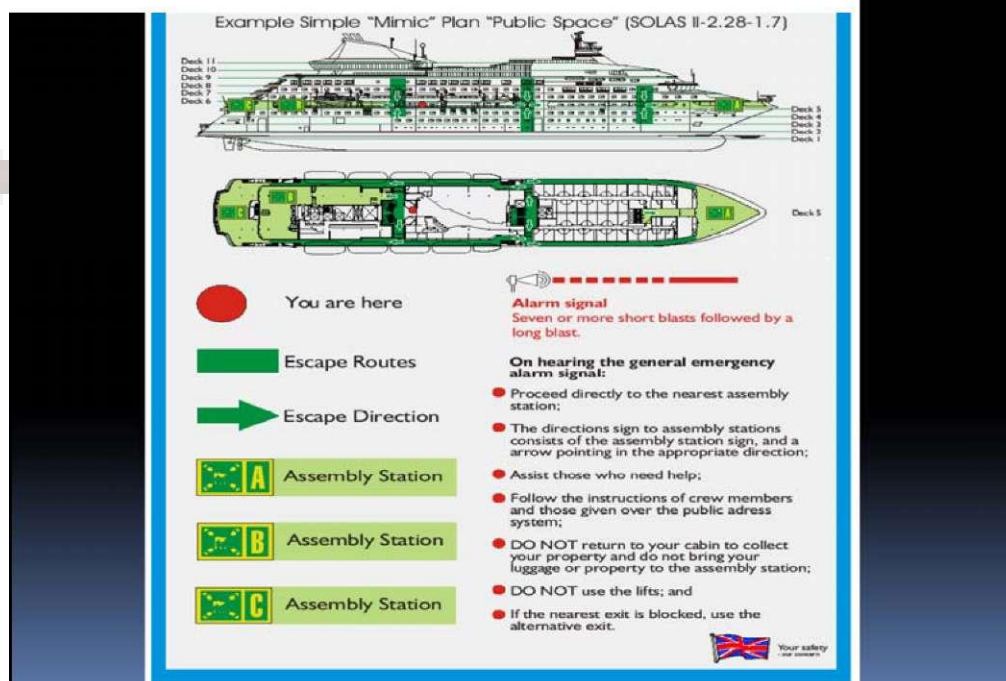 Example Simple “Mimic” Plan “Public Space” (SOLAS II-2.28-1.7)
Deck 11
Deck 10
Deck 9
Deck 8
Deck 7
Deck 6
Deck 5
Deck 4
Deck 3
Deck 2
Deck 1
Deck 5
You are here
Escape Routes
Escape Direction
A Assembly Station
B Assembly Station
C Assembly Station
Alarm signal
Seven or more short blasts followed by a
long blast.
On hearing the general emergency
alarm signal:
Proceed directly to the nearest assembly
station;
The directions sign to assembly stations
consists of the assembly station sign, and a
arrow pointing in the appropriate direction;
Assist those who need help;
Follow the instructions of crew members
and those given over the public adress
system;
DO NOT return to your cabin to collect
your property and do not bring your
luggage or property to the assembly station;
DO NOT use the lifts; and
If the nearest exit is blocked, use the
alternative exit.
Your safety
- our concern